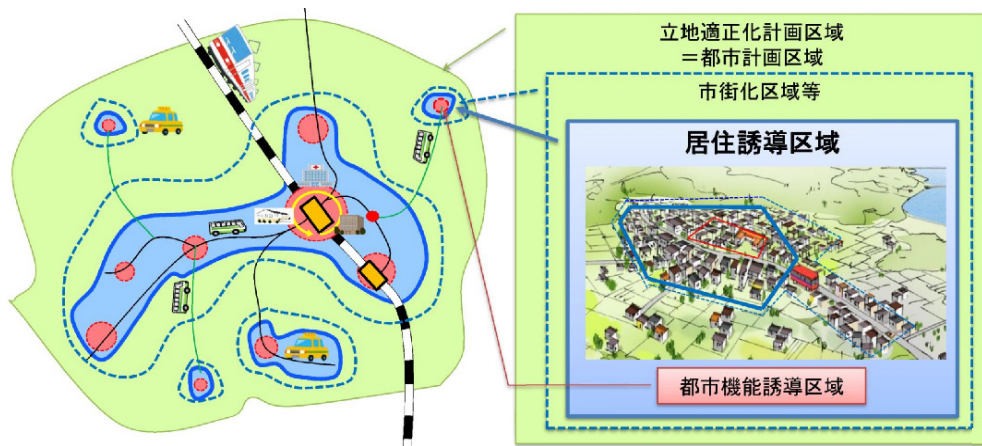 立地適正化計画区域
＝都市計画区域
市街化区域等
居住誘導区域
都市機能誘導区域